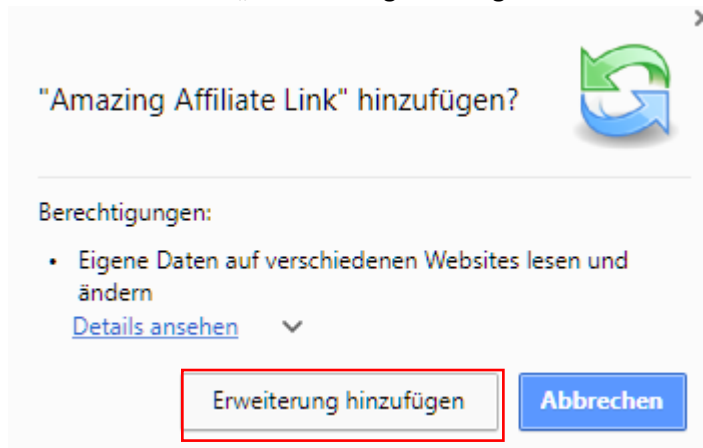 "Amazing Affiliate Link" hinzufügen?
Berechtigungen:
• Eigene Daten auf verschiedenen Websites lesen und
ändern
Details ansehen
Erweiterung hinzufügen Abbrechen